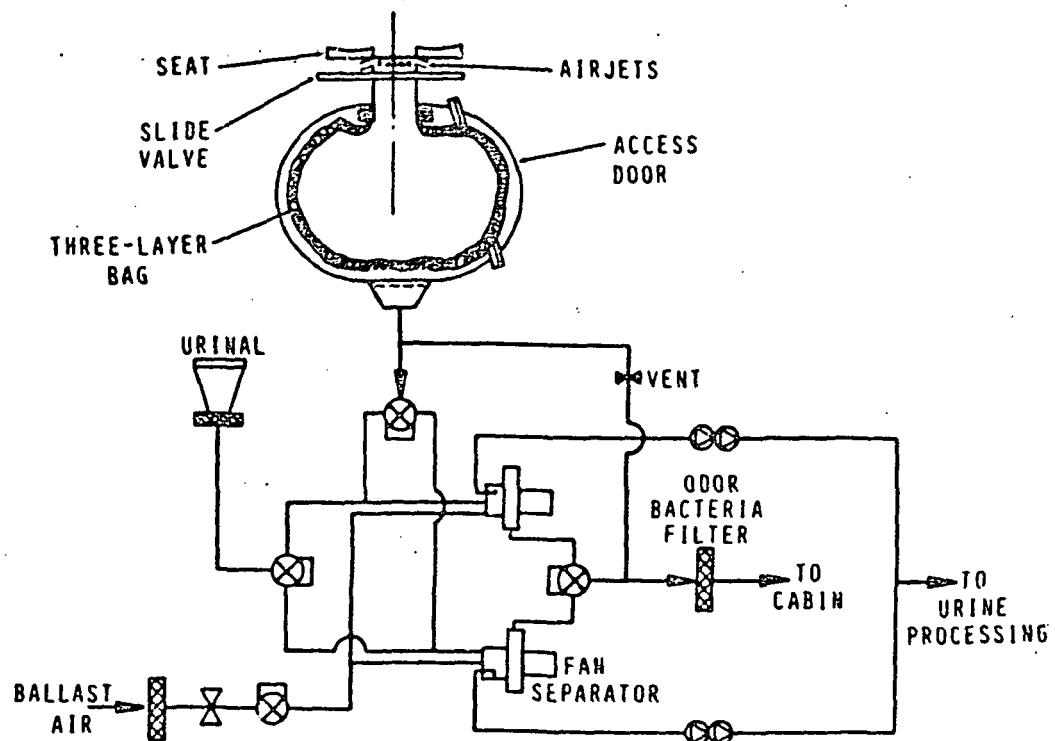 SEAT
AIRJETS
SLIDE
VALVE
ACCESS
DOOR
THREE-LAYER
BAG
URINAL
VENT
ODOR
BACTERIA
FILTER
TO
CABIN
TO
URINE
PROCESSING
FAN
SEPARATOR
BALLAST
AIR